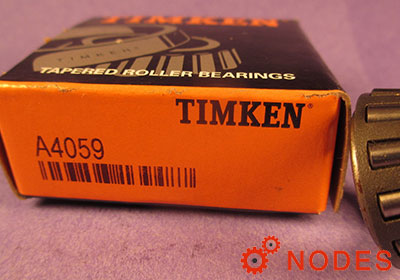 TIMKEN
TAPERED ROLLER BEARINGS
TIMKEN®
A4059
NODES